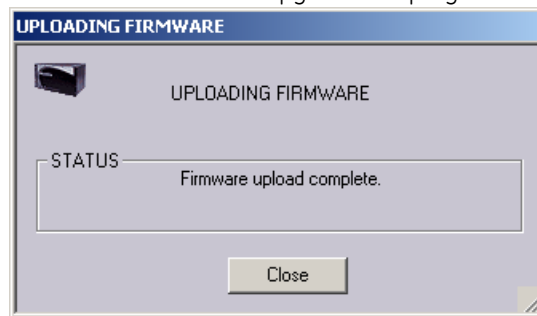 UPLOADING FIRMWARE
UPLOADING FIRMWARE
STATUS
Firmware upload complete.
Close